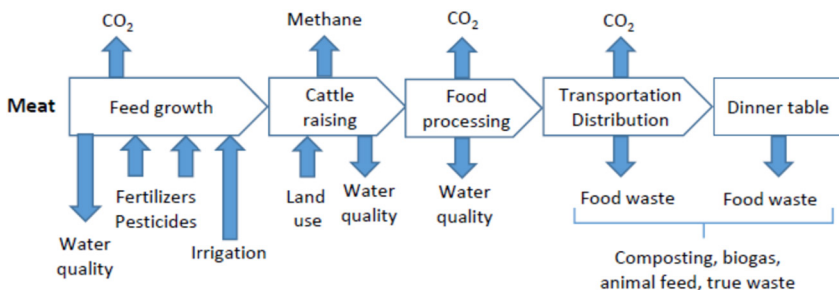 CO₂
Methane
CO₂
CO₂
Meat
Feed growth
Cattle
raising
Food
processing
Transportation
Distribution
Dinner table
Fertilizers
Pesticides
Land
use
Water
quality
Water
quality
Food waste
Food waste
Water
quality
Irrigation
Composting, biogas,
animal feed, true waste